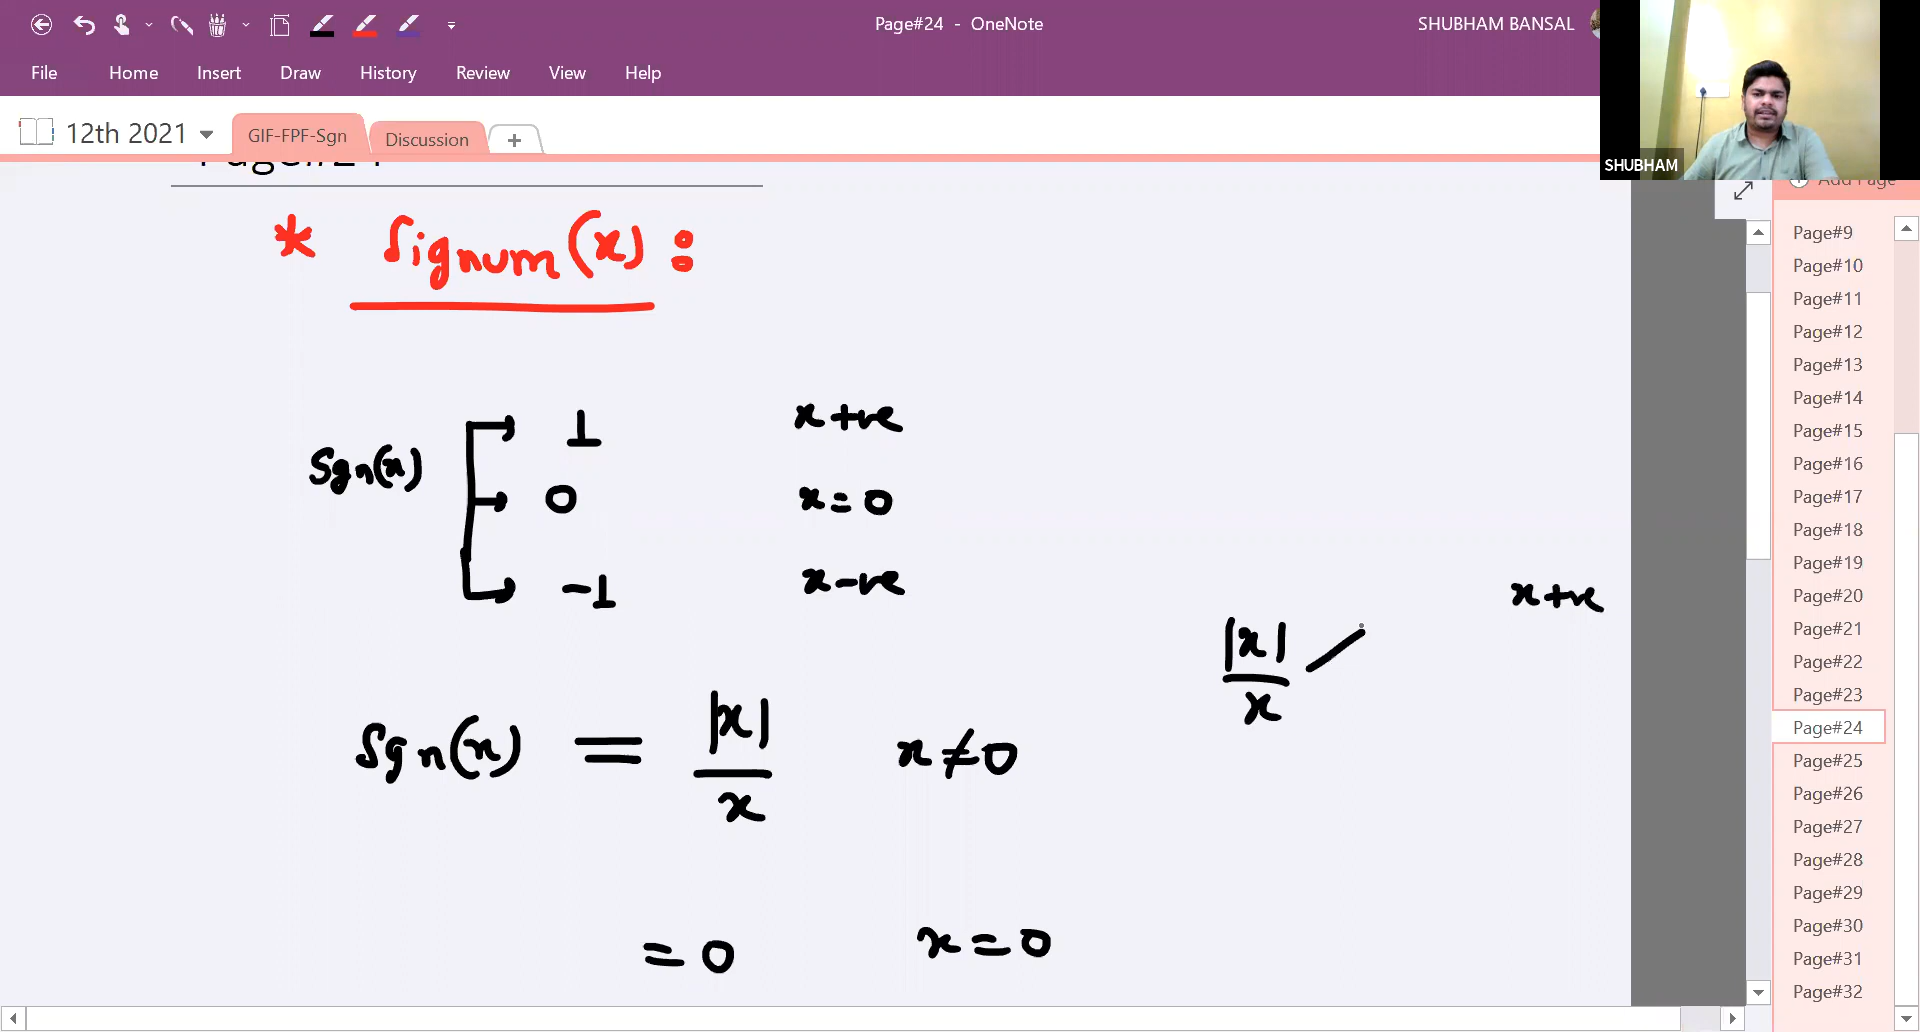 Page#24 - OneNote
SHUBHAM BANSAL
File Home Insert Draw History Review View Help
12th 2021
GIF-FPF-Sgn
Discussion
+
SHUBHAM
Page#24
Add Page
* Signum(x) :
Sgn(x)
1 x +ve
0 x = 0
-1 x -ve
Sgn(x) = |x| / x x ≠ 0
= 0 x = 0
|x| / x
x +ve
Page#9
Page#10
Page#11
Page#12
Page#13
Page#14
Page#15
Page#16
Page#17
Page#18
Page#19
Page#20
Page#21
Page#22
Page#23
Page#24
Page#25
Page#26
Page#27
Page#28
Page#29
Page#30
Page#31
Page#32